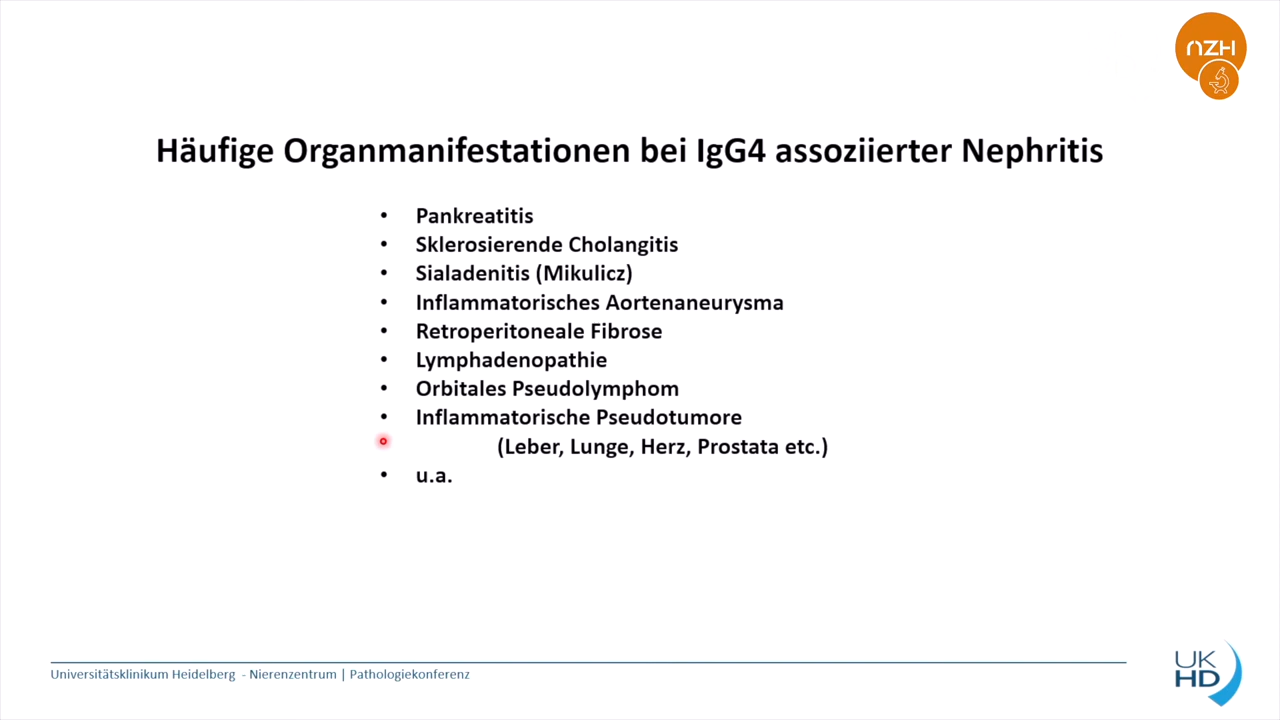 nZH
Häufige Organmanifestationen bei IgG4 assoziierter Nephritis
• Pankreatitis
• Sklerosierende Cholangitis
• Sialadenitis (Mikulicz)
• Inflammatorisches Aortenaneurysma
• Retroperitoneale Fibrose
• Lymphadenopathie
• Orbitales Pseudolymphom
• Inflammatorische Pseudotumore
(Leber, Lunge, Herz, Prostata etc.)
• u.a.
Universitätsklinikum Heidelberg - Nierenzentrum | Pathologiekonferenz
UK
HD